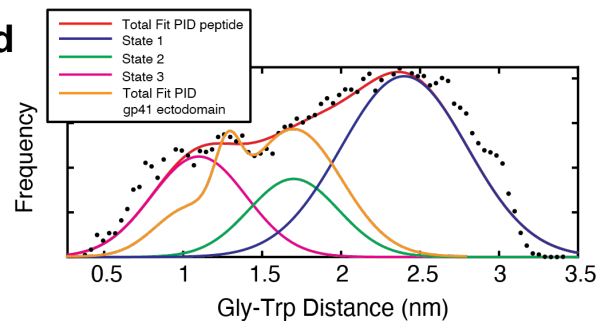 d
Total Fit PID peptide
State 1
State 2
State 3
Total Fit PID
gp41 ectodomain
Frequency
0.5 1 1.5 2 2.5 3 3.5
Gly-Trp Distance (nm)